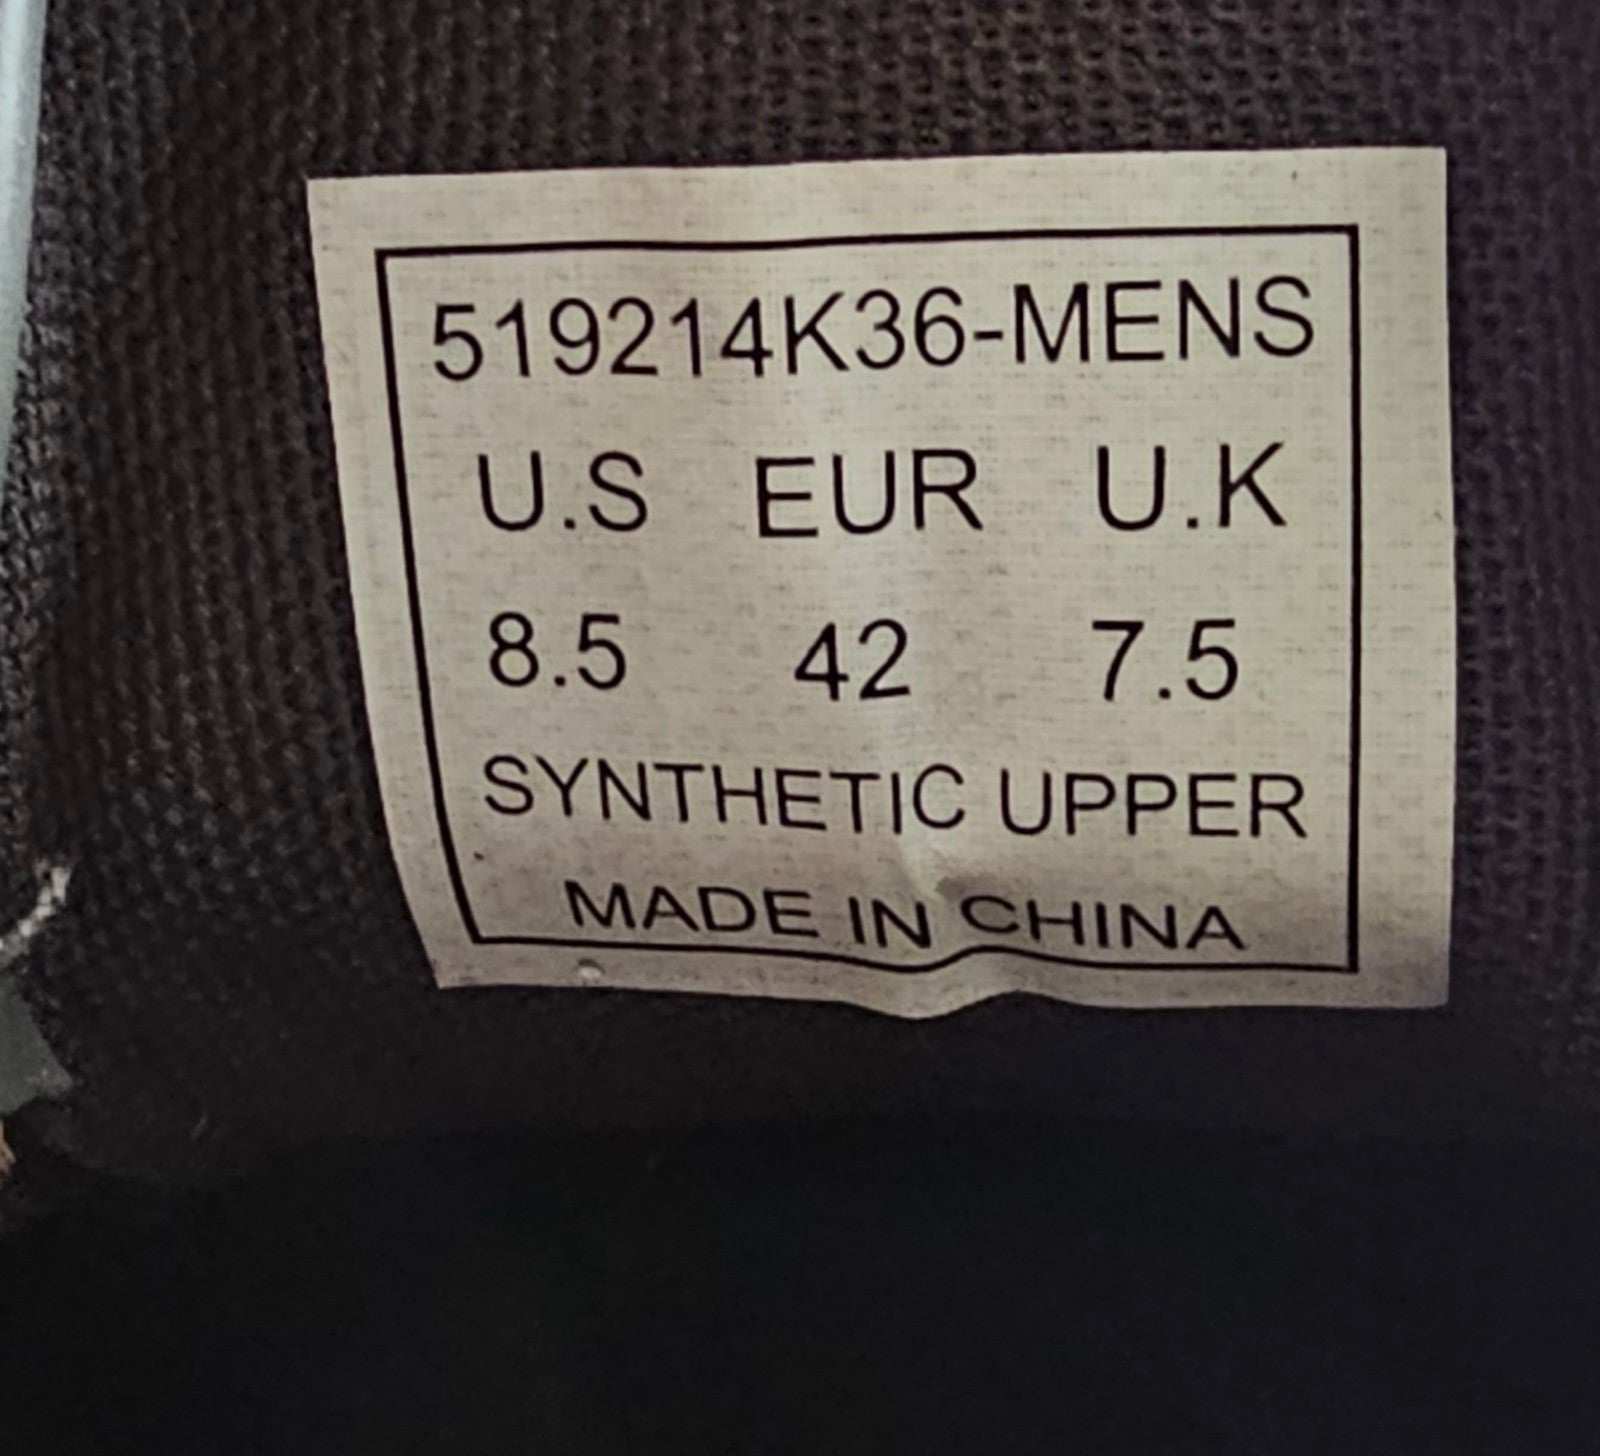 519214K36-MENS
U.S EUR U.K
8.5 42 7.5
SYNTHETIC UPPER
MADE IN CHINA